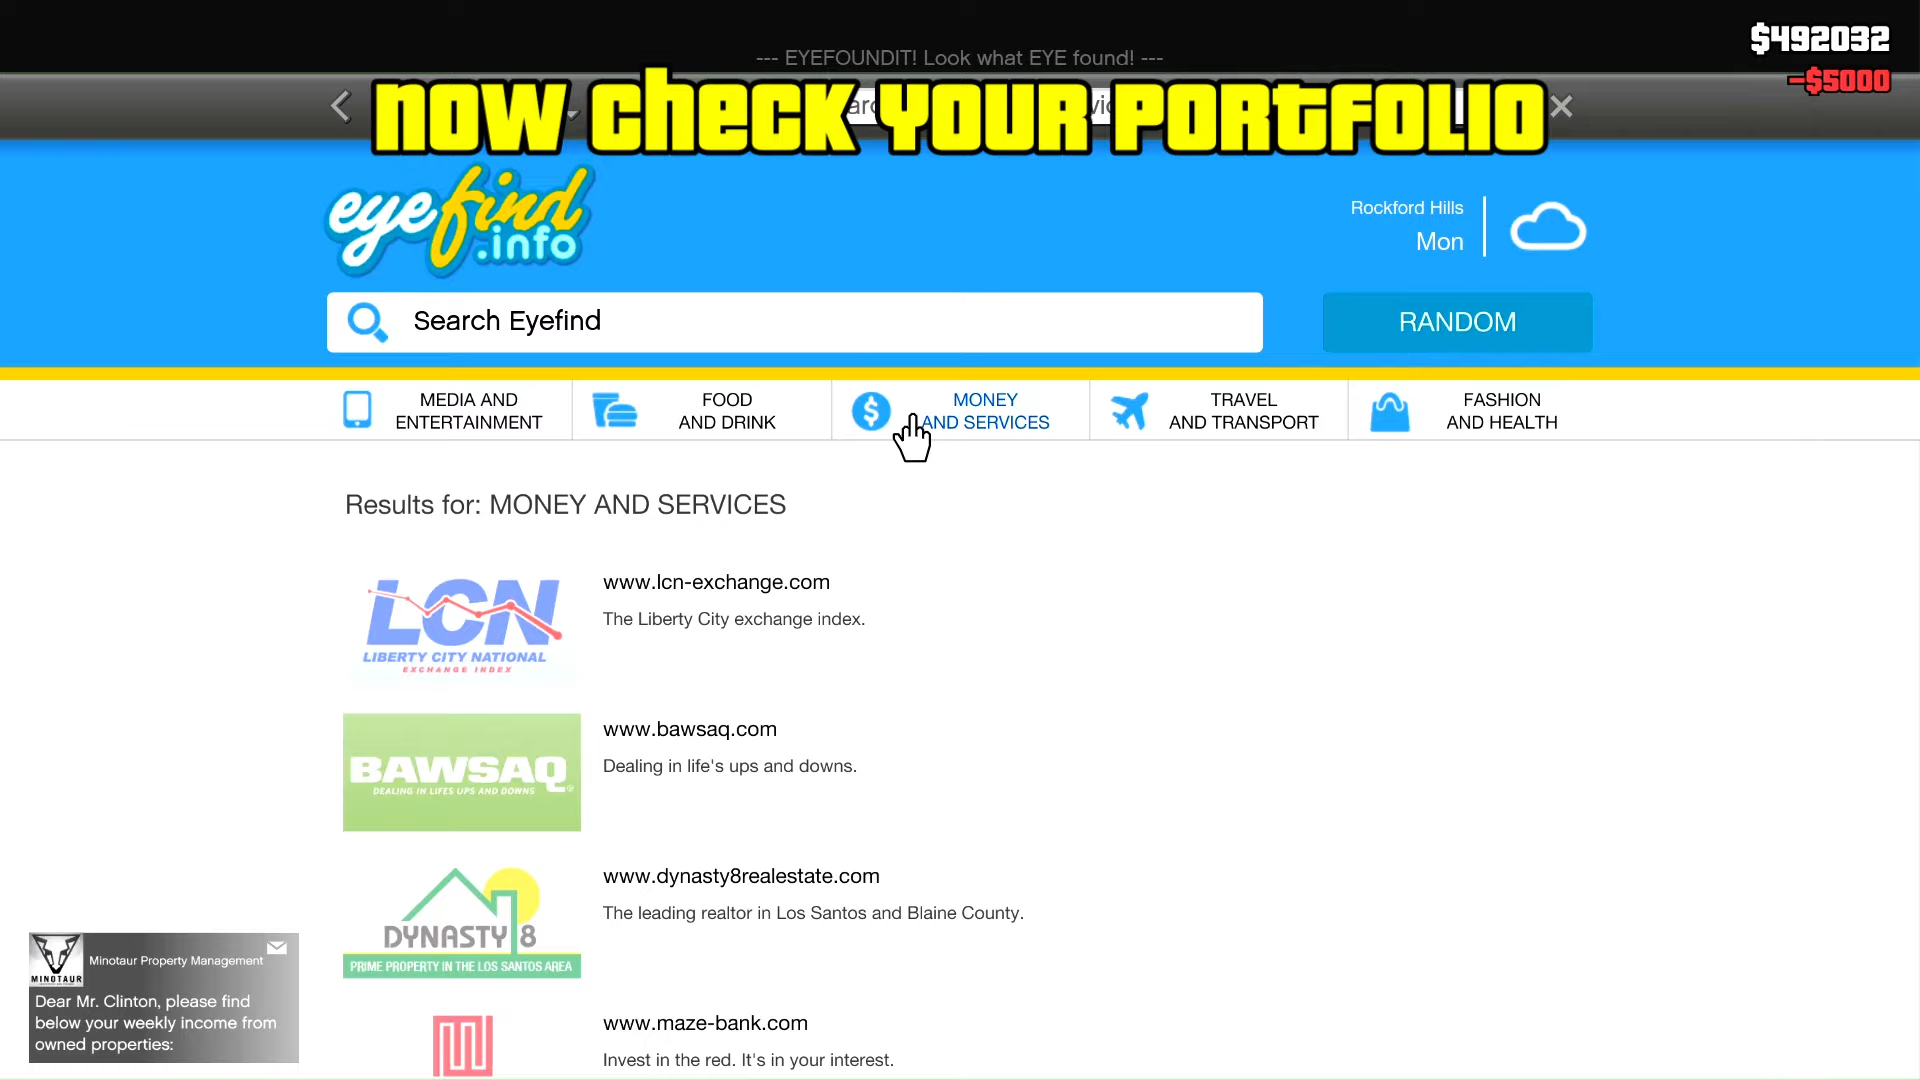 $492032
--- EYEFOUNDIT! Look what EYE found! ---
-$5000
NOW CHECK YOUR PORTFOLIO
eyefind
.info
Rockford Hills
Mon
Search Eyefind
RANDOM
MEDIA AND
ENTERTAINMENT
FOOD
AND DRINK
MONEY
AND SERVICES
TRAVEL
AND TRANSPORT
FASHION
AND HEALTH
Results for: MONEY AND SERVICES
LCN
LIBERTY CITY NATIONAL
EXCHANGE INDEX
www.lcn-exchange.com
The Liberty City exchange index.
BAWSAQ
DEALING IN LIFES UPS AND DOWNS
www.bawsaq.com
Dealing in life's ups and downs.
DYNASTY 8
PRIME PROPERTY IN THE LOS SANTOS AREA
www.dynasty8realestate.com
The leading realtor in Los Santos and Blaine County.
www.maze-bank.com
Invest in the red. It's in your interest.
MINOTAUR
Minotaur Property Management
Dear Mr. Clinton, please find
below your weekly income from
owned properties: